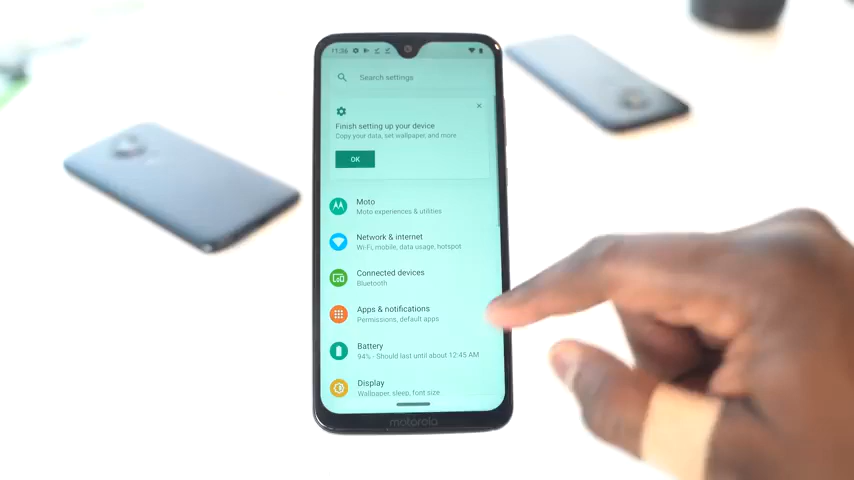 11:36
Search settings
Finish setting up your device
Copy your data, set wallpaper, and more
OK
Moto
Moto experiences & utilities
Network & internet
Wi-Fi, mobile, data usage, hotspot
Connected devices
Bluetooth
Apps & notifications
Permissions, default apps
Battery
94% - Should last until about 12:45 AM
Display
Wallpaper, sleep, font size
motorola